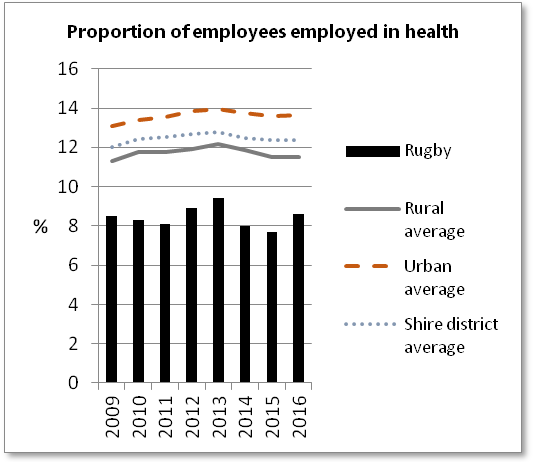 Proportion of employees employed in health
16
14
12
10
8
6
4
2
0
%
2009
2010
2011
2012
2013
2014
2015
2016
Rugby
Rural
average
Urban
average
Shire district
average